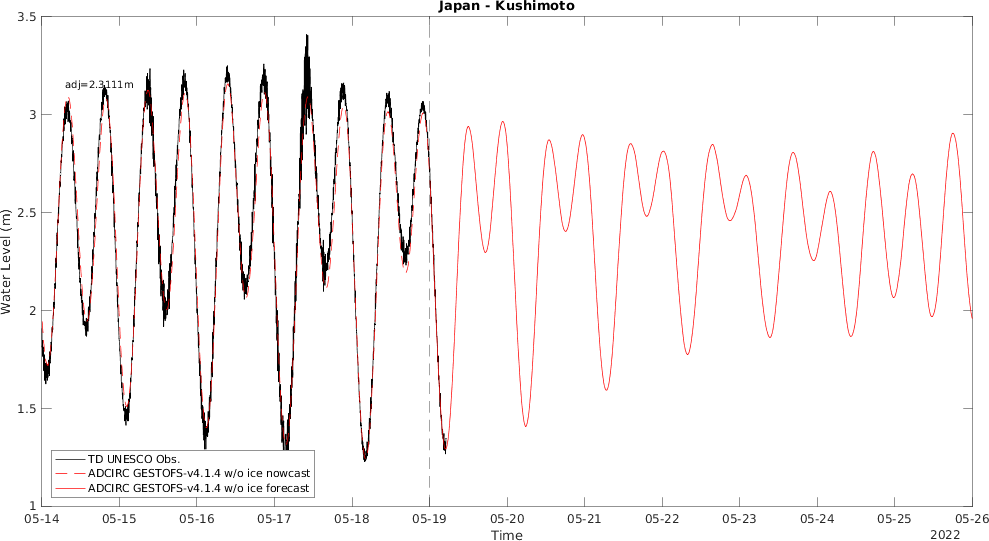 Japan - Kushimoto
3.5
adj=2.3111m
3
2.5
Water Level (m)
2
1.5
TD UNESCO Obs.
ADCIRC GESTOFS-v4.1.4 w/o ice nowcast
ADCIRC GESTOFS-v4.1.4 w/o ice forecast
1
05-14 05-15 05-16 05-17 05-18 05-19 05-20 05-21 05-22 05-23 05-24 05-25 05-26
Time
2022